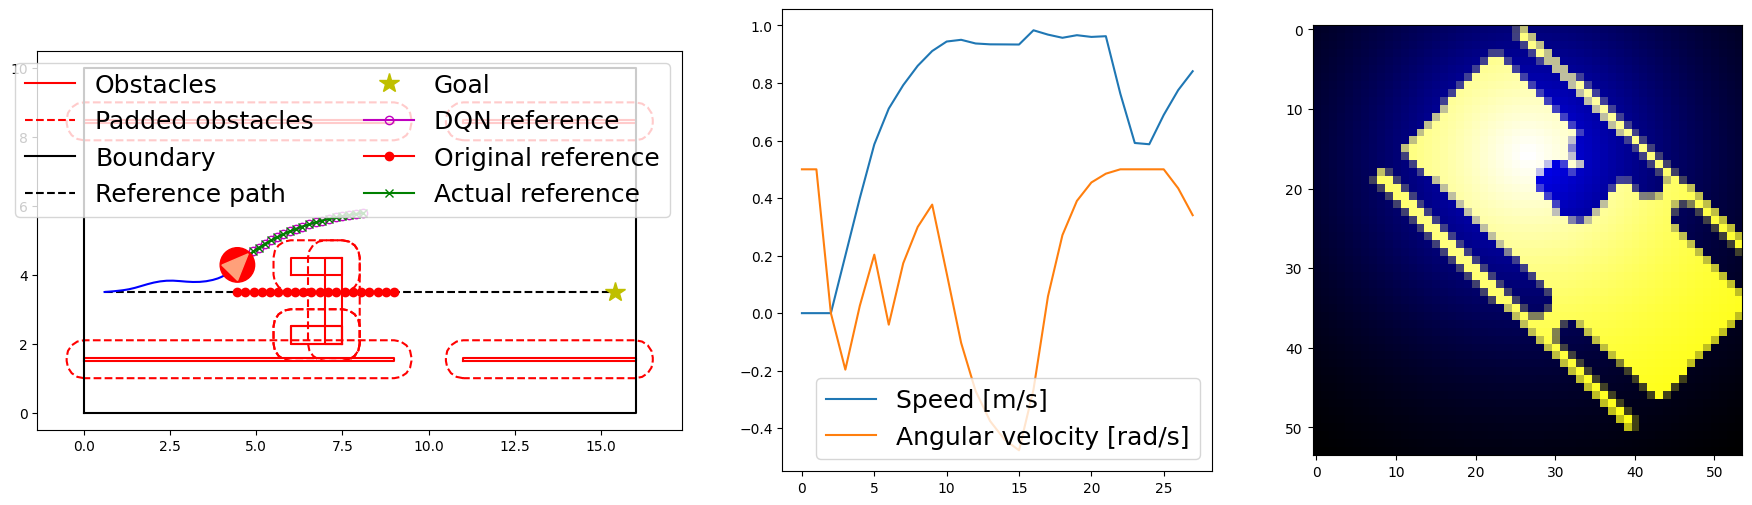 Obstacles
Padded obstacles
Boundary
Reference path
Goal
DQN reference
Original reference
Actual reference
10
8
6
4
2
0
0.0 2.5 5.0 7.5 10.0 12.5 15.0
1.0
0.8
0.6
0.4
0.2
0.0
−0.2
−0.4
Speed [m/s]
Angular velocity [rad/s]
0 5 10 15 20 25
0
10
20
30
40
50
0 10 20 30 40 50